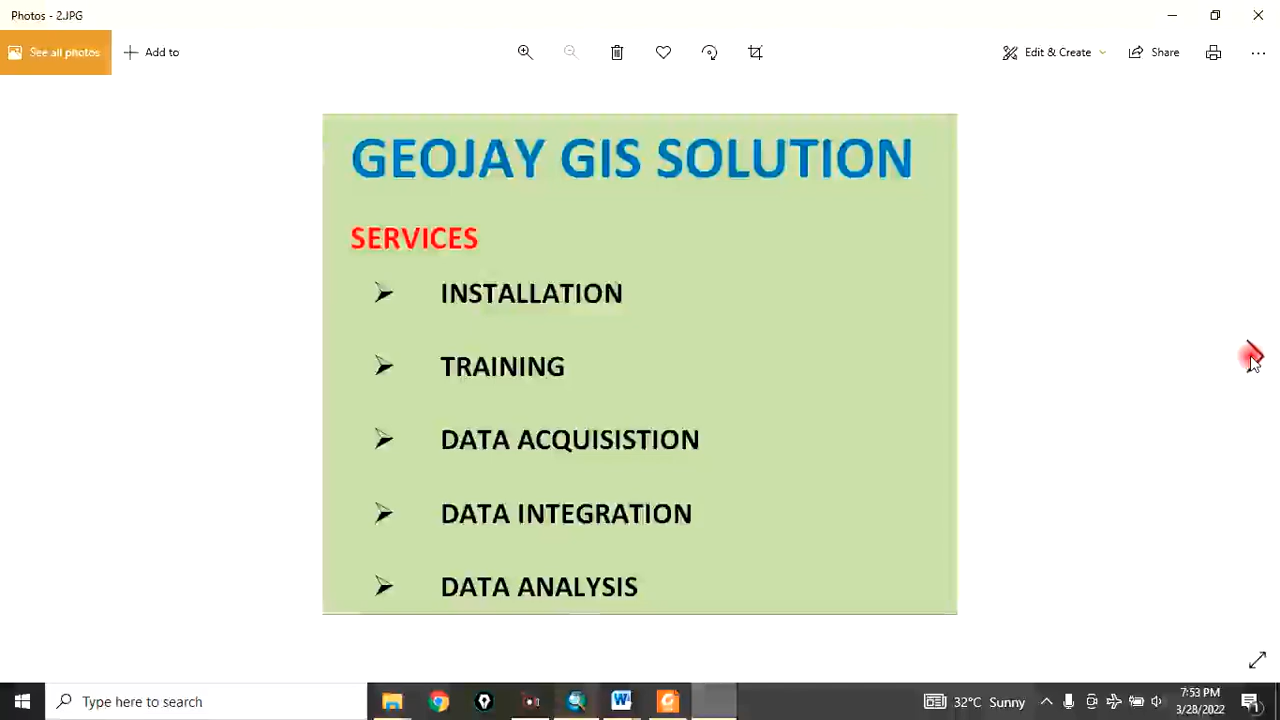 Photos - 2.JPG
See all photos
Add to
Edit & Create
Share
GEOJAY GIS SOLUTION
SERVICES
INSTALLATION
TRAINING
DATA ACQUISISTION
DATA INTEGRATION
DATA ANALYSIS
Type here to search
32°C Sunny
7:53 PM
3/28/2022